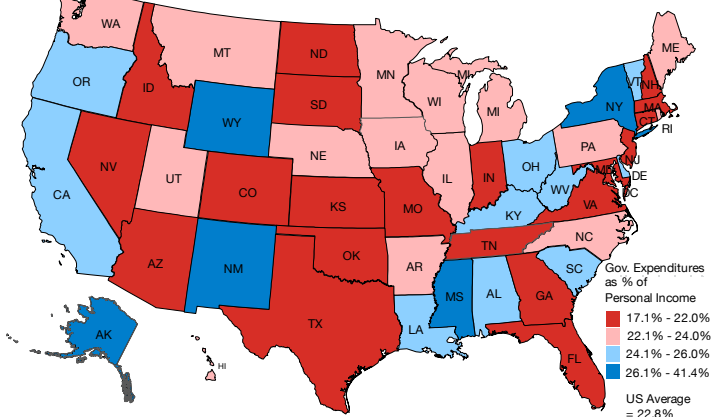 WA
ME
MT
ND
MN
OR
ID
VT
NH
WI
MI
MI
SD
NY
MA
WY
CT
RI
IA
PA
NE
NV
OH
NJ
UT
IL
IN
MD
DE
CO
WV
CA
DC
KS
MO
KY
VA
NC
TN
OK
AZ
NM
AR
SC
MS
AL
GA
TX
LA
AK
FL
HI
Gov. Expenditures
as % of
Personal Income
17.1% - 22.0%
22.1% - 24.0%
24.1% - 26.0%
26.1% - 41.4%
US Average
= 22.8%